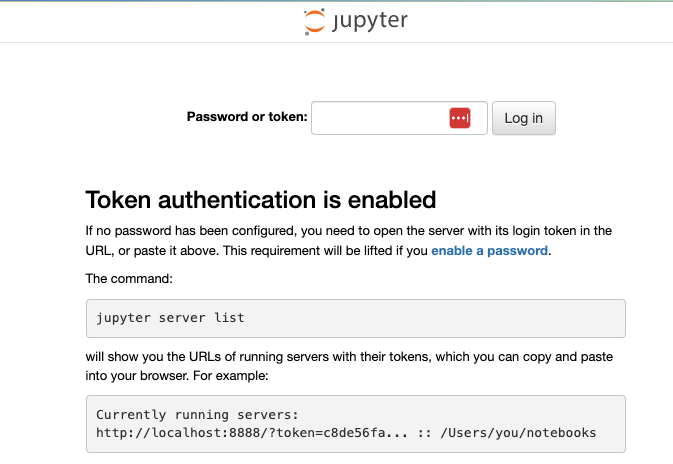 jupyter
Password or token:
Log in
Token authentication is enabled
If no password has been configured, you need to open the server with its login token in the
URL, or paste it above. This requirement will be lifted if you enable a password.
The command:
jupyter server list
will show you the URLs of running servers with their tokens, which you can copy and paste
into your browser. For example:
Currently running servers:
http://localhost:8888/?token=c8de56fa... :: /Users/you/notebooks